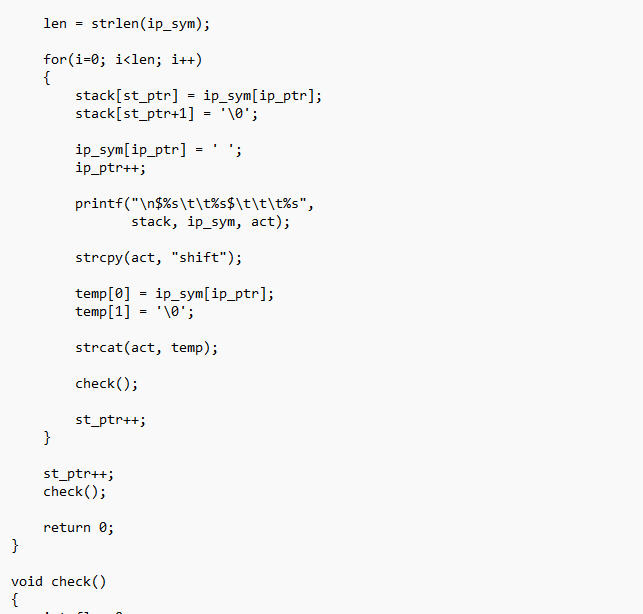 len = strlen(ip_sym);
for(i=0; i<len; i++)
{
stack[st_ptr] = ip_sym[ip_ptr];
stack[st_ptr+1] = '\0';
ip_sym[ip_ptr] = ' ';
ip_ptr++;
printf("\n$%s\t\t%s$\t\t\t%s",
stack, ip_sym, act);
strcpy(act, "shift");
temp[0] = ip_sym[ip_ptr];
temp[1] = '\0';
strcat(act, temp);
check();
st_ptr++;
}
st_ptr++;
check();
return 0;
}
void check()
{